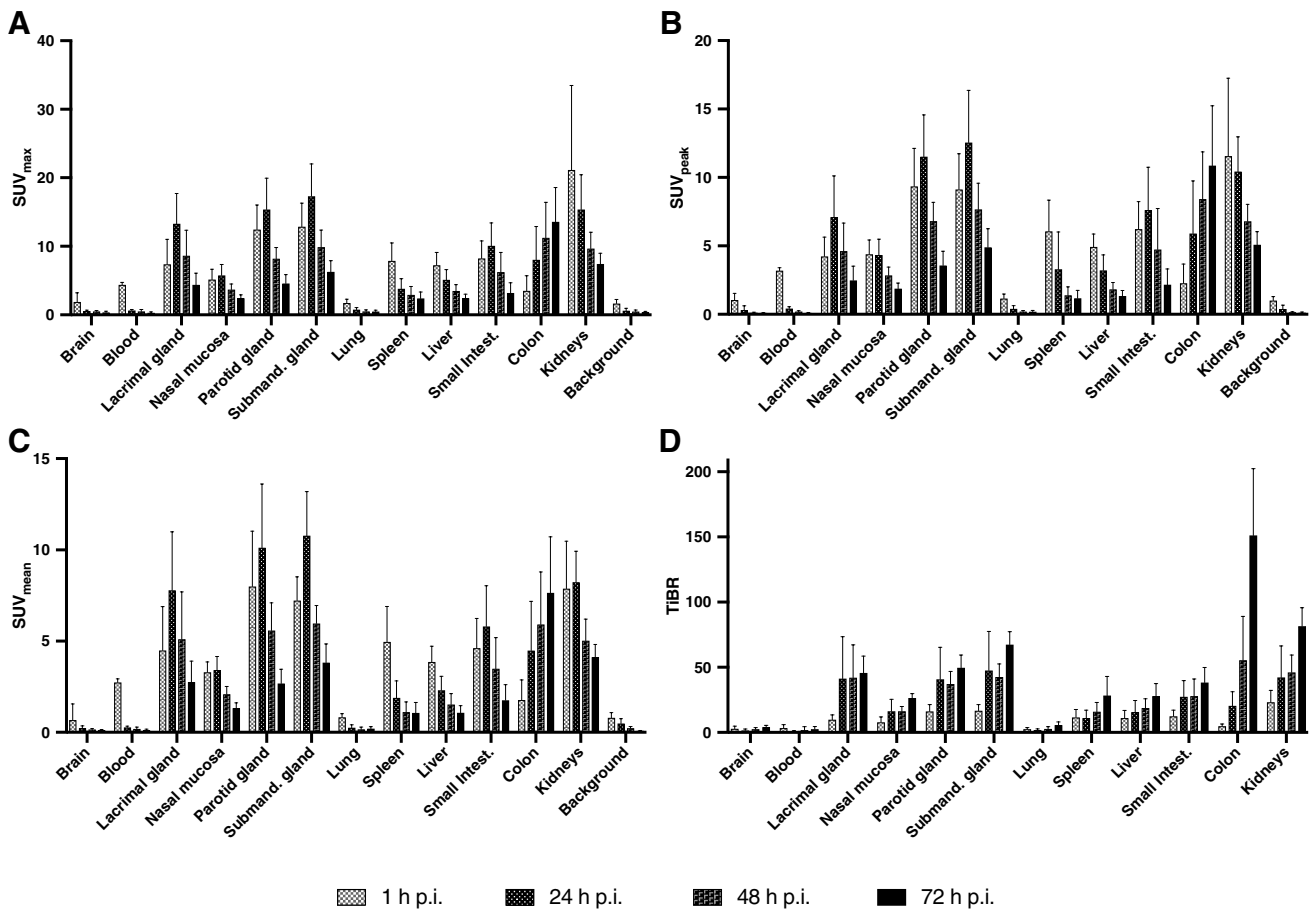 A
SUVmax
40
30
20
10
0
Brain
Blood
Lacrimal gland
Nasal mucosa
Parotid gland
Submand. gland
Lung
Spleen
Liver
Small Intest.
Colon
Kidneys
Background
B
SUVpeak
20
15
10
5
0
Brain
Blood
Lacrimal gland
Nasal mucosa
Parotid gland
Submand. gland
Lung
Spleen
Liver
Small Intest.
Colon
Kidneys
Background
C
SUVmean
15
10
5
0
Brain
Blood
Lacrimal gland
Nasal mucosa
Parotid gland
Submand. gland
Lung
Spleen
Liver
Small Intest.
Colon
Kidneys
Background
D
TiBR
200
150
100
50
0
Brain
Blood
Lacrimal gland
Nasal mucosa
Parotid gland
Submand. gland
Lung
Spleen
Liver
Small Intest.
Colon
Kidneys
1 h p.i. 24 h p.i. 48 h p.i. 72 h p.i.